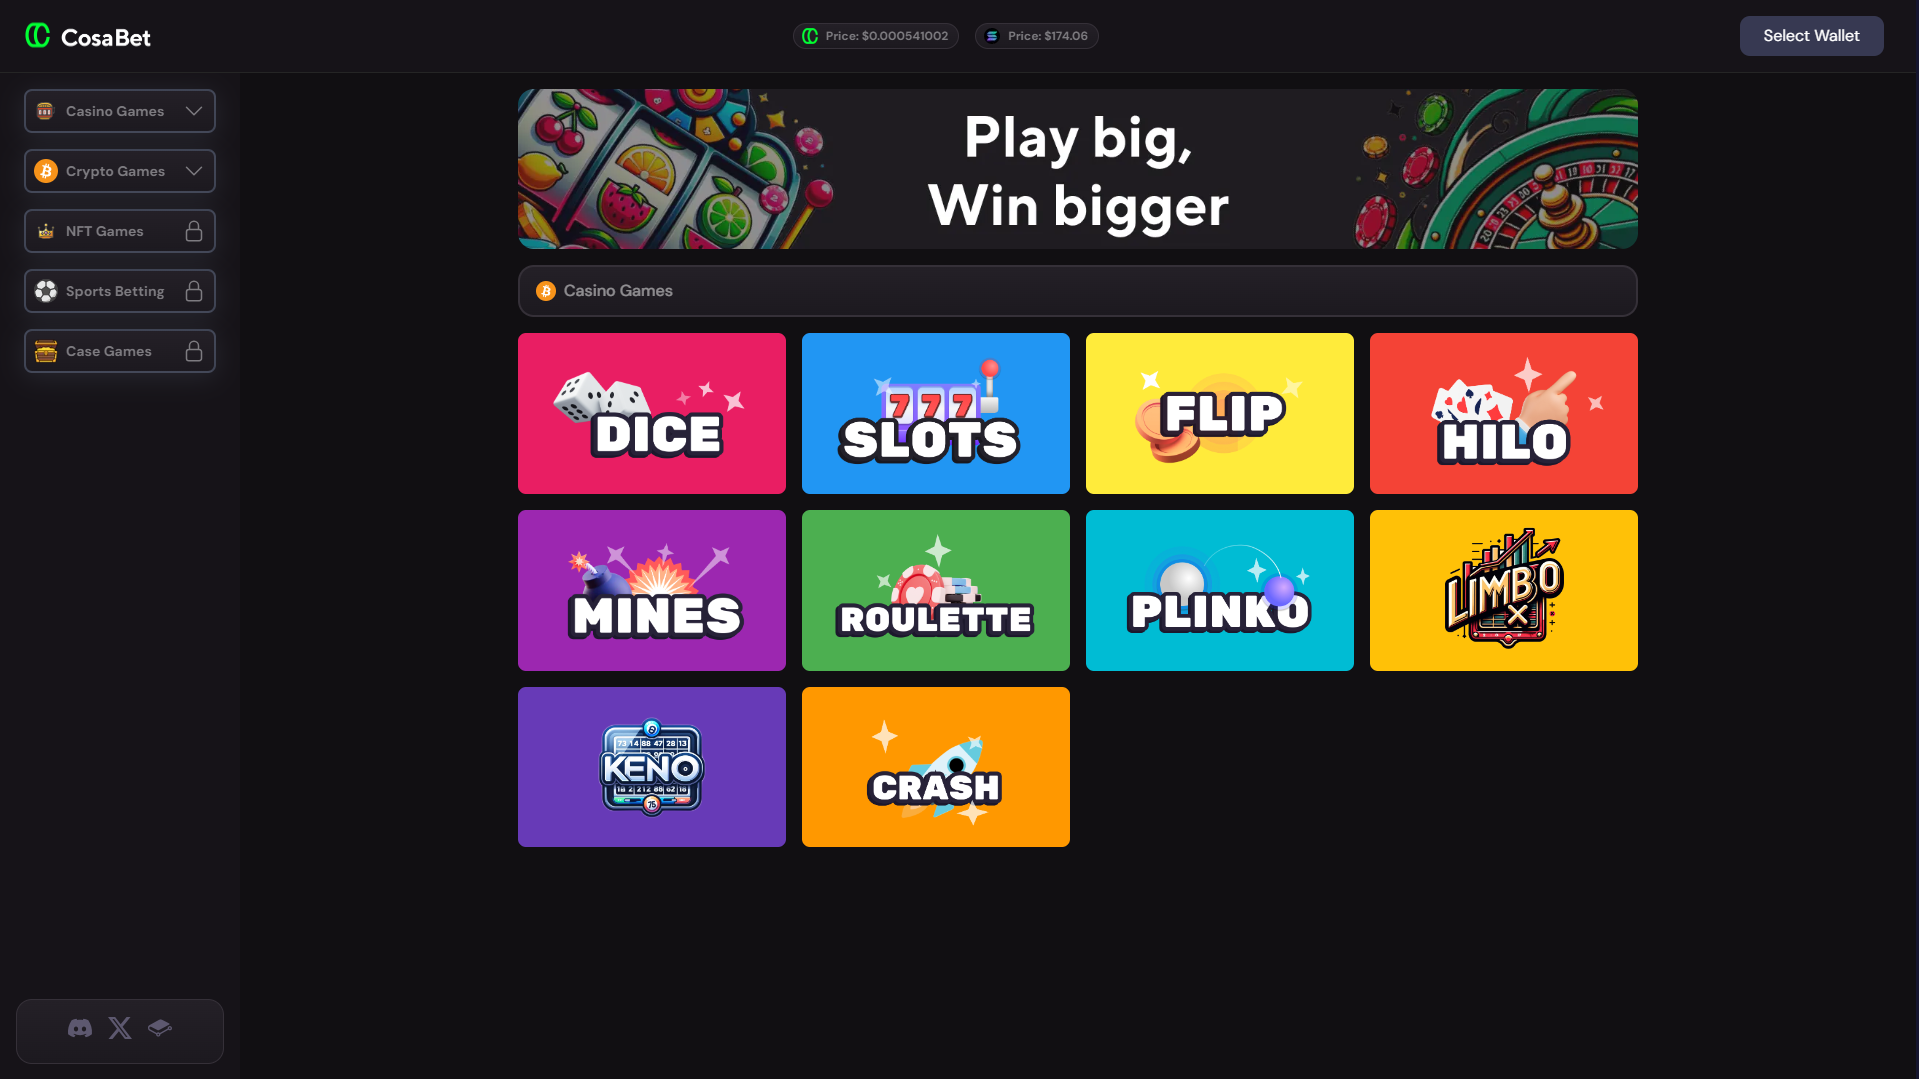 CosaBet
Price: $0.000541002
Price: $174.06
Select Wallet
Casino Games
Crypto Games
NFT Games
Sports Betting
Case Games
Play big,
Win bigger
Casino Games
DICE
777
SLOTS
FLIP
HILO
MINES
ROULETTE
PLINKO
LIMBO
X
KENO
75
CRASH